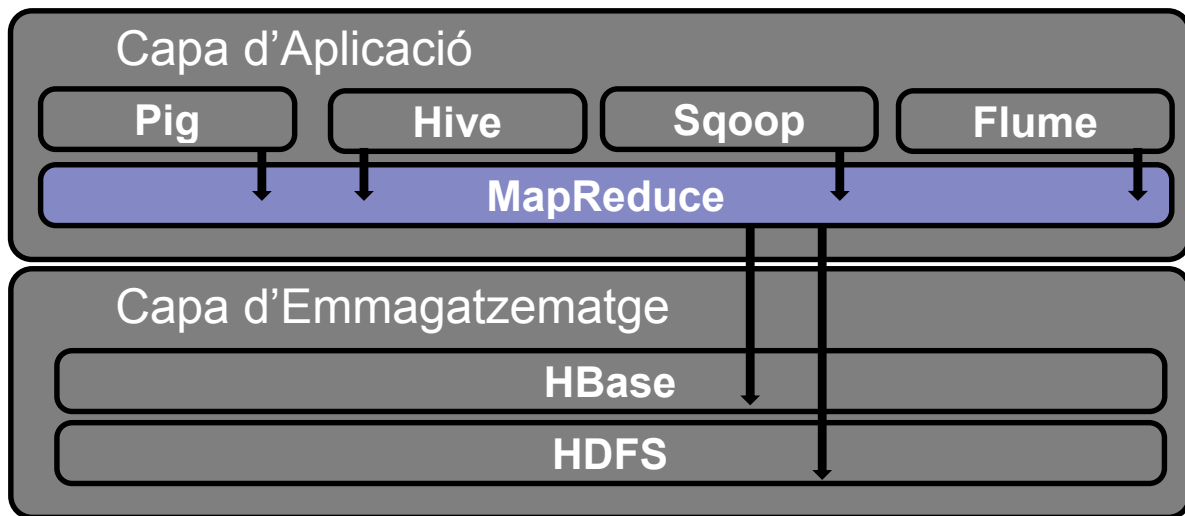 Capa d’Aplicació
Pig
Hive
Sqoop
Flume
MapReduce
Capa d’Emmagatzematge
HBase
HDFS